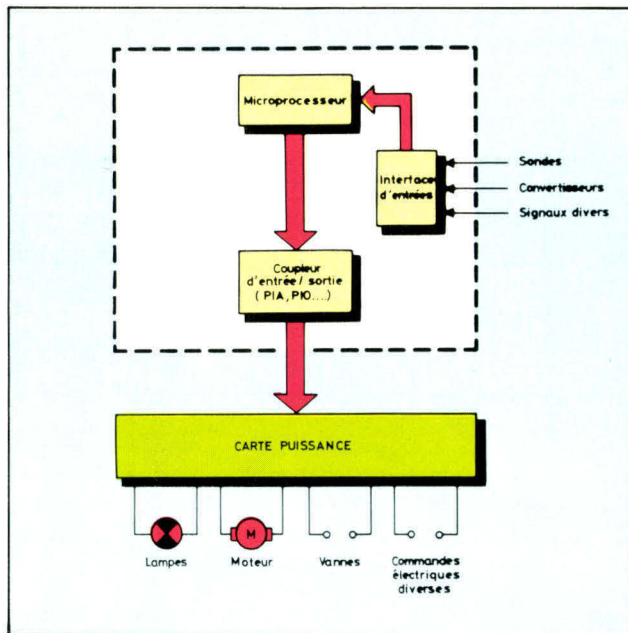 Microprocesseur
Interface
d'entrées
Sondes
Convertisseurs
Signaux divers
Coupleur
d'entrée / sortie
( PIA, PIO.... )
CARTE PUISSANCE
M
Lampes
Moteur
Vannes
Commandes
électriques
diverses